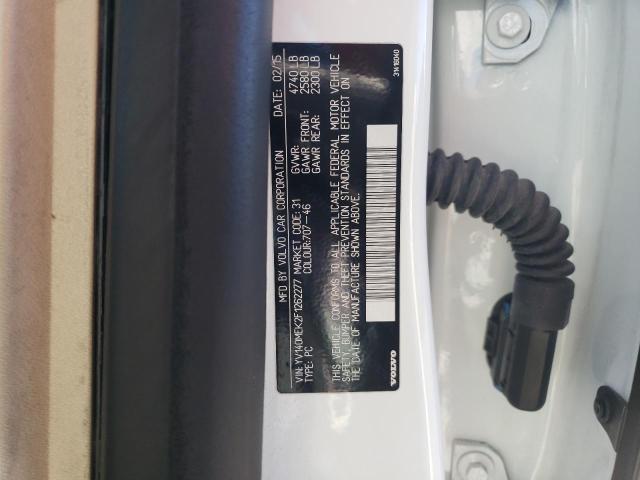 MFD BY VOLVO CAR CORPORATION DATE: 02/15
VIN: YV140MEK2F1262277 MARKET CODE: 31 GVWR: 4740 LB
TYPE: PC COLOUR: 707-46 GAWR FRONT: 2580 LB
GAWR REAR: 2300 LB
THIS VEHICLE CONFORMS TO ALL APPLICABLE FEDERAL MOTOR VEHICLE
SAFETY, BUMPER AND THEFT PREVENTION STANDARDS IN EFFECT ON
THE DATE OF MANUFACTURE SHOWN ABOVE.
VOLVO 31416040